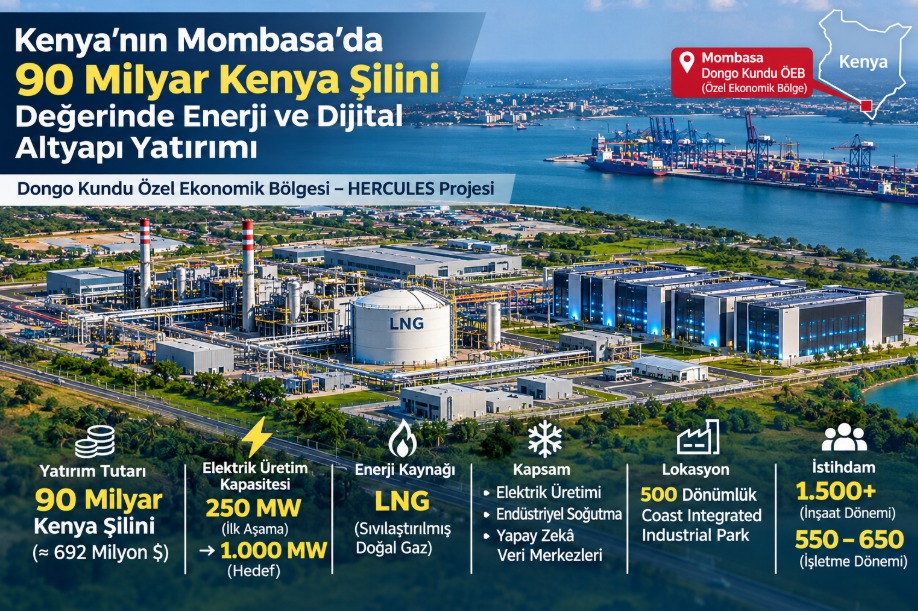 Kenya'nın Mombasa'da
90 Milyar Kenya Şilini
Değerinde Enerji ve Dijital
Altyapı Yatırımı
Dongo Kundu Özel Ekonomik Bölgesi – HERCULES Projesi
Mombasa
Dongo Kundu ÖEB
(Özel Ekonomik Bölge)
Kenya
LNG
Yatırım Tutarı
90 Milyar
Kenya Şilini
(≈ 692 Milyon $)
Elektrik Üretim
Kapasitesi
250 MW
(İlk Aşama)
→ 1.000 MW
(Hedef)
Enerji Kaynağı
LNG
(Sıvılaştırılmış
Doğal Gaz)
Kapsam
• Elektrik Üretimi
• Endüstriyel Soğutma
• Yapay Zekâ
Veri Merkezleri
Lokasyon
500 Dönümlük
Coast Integrated
Industrial Park
İstihdam
1.500+
(İnşaat Dönemi)
550 – 650
(İşletme Dönemi)